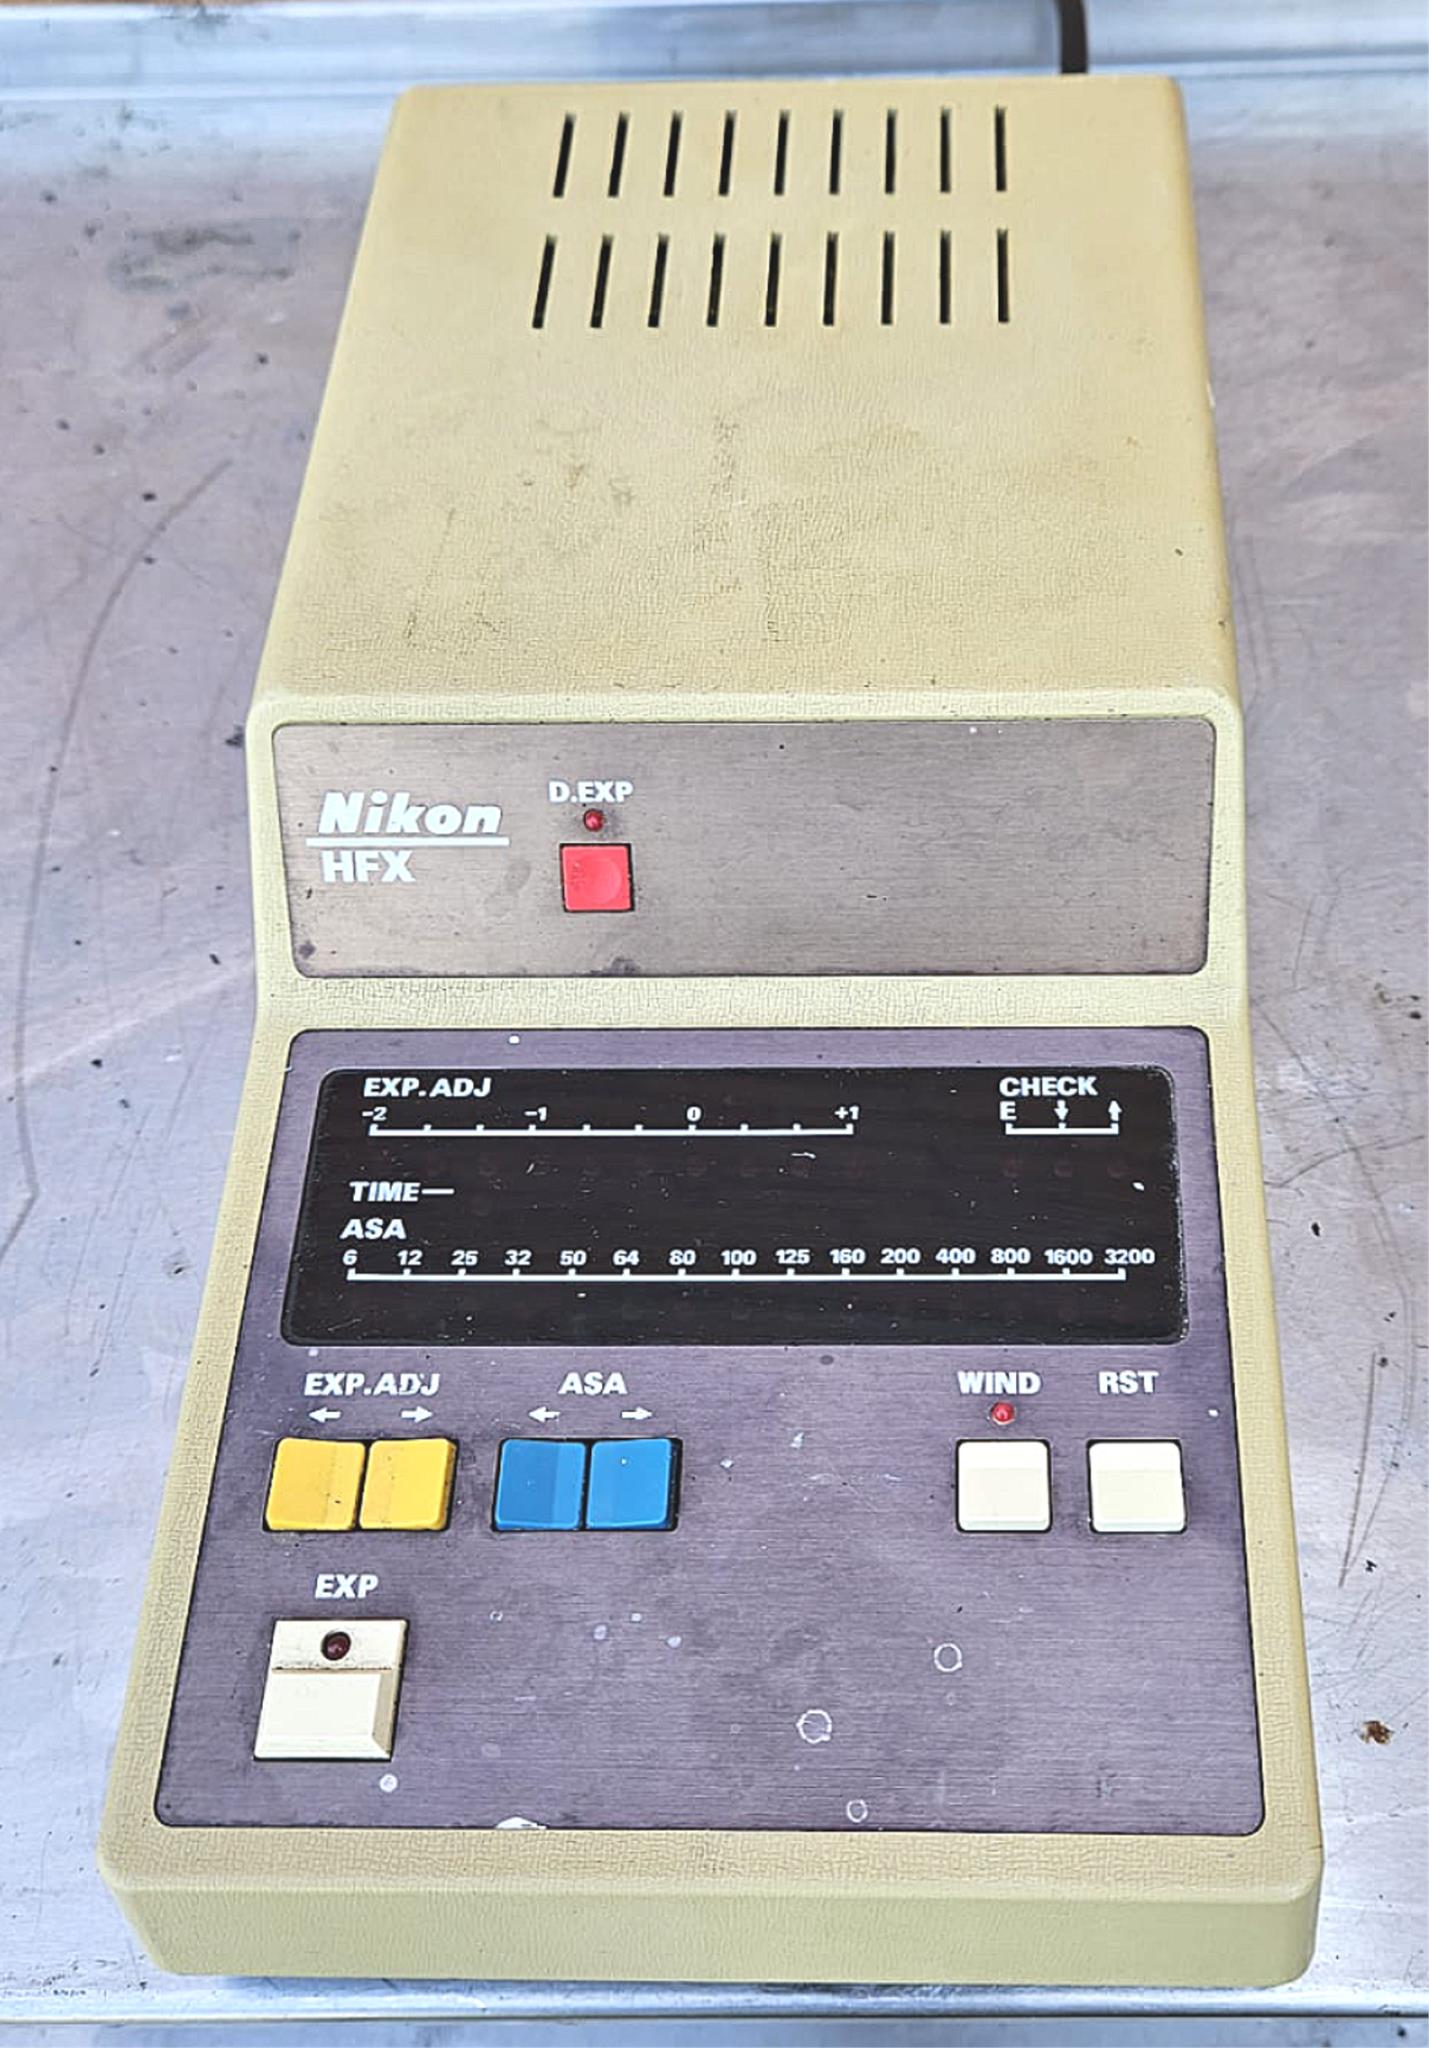 D.EXP
Nikon
HFX
EXP. ADJ CHECK
-2 -1 0 +1 E ↓ ↑
TIME—
ASA
6 12 25 32 50 64 80 100 125 160 200 400 800 1600 3200
EXP. ADJ ASA WIND RST
← → ← →
EXP